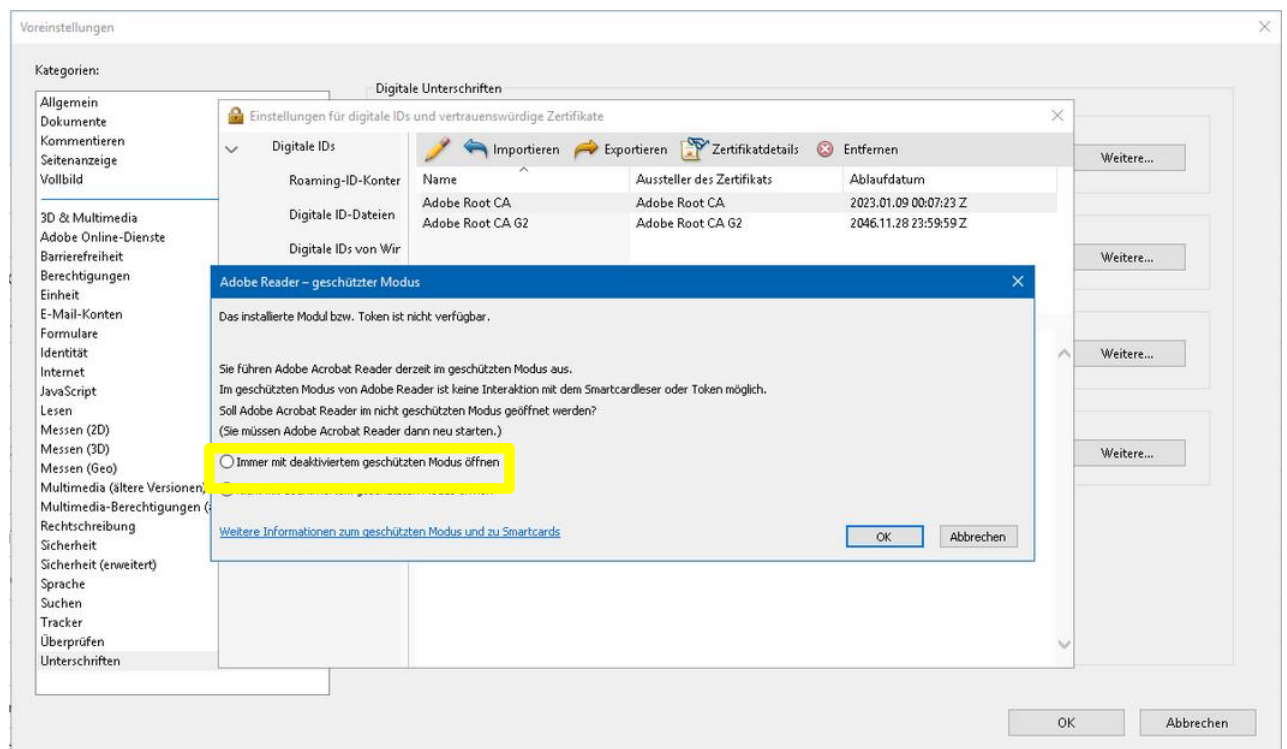 Voreinstellungen
Kategorien:
Allgemein
Dokumente
Kommentieren
Seitenanzeige
Vollbild
3D & Multimedia
Adobe Online-Dienste
Barrierefreiheit
Berechtigungen
Einheit
E-Mail-Konten
Formulare
Identität
Internet
JavaScript
Lesen
Messen (2D)
Messen (3D)
Messen (Geo)
Multimedia (ältere Versionen)
Multimedia-Berechtigungen (
Rechtschreibung
Sicherheit
Sicherheit (erweitert)
Sprache
Suchen
Tracker
Überprüfen
Unterschriften
Digitale Unterschriften
Weitere...
Weitere...
Weitere...
Weitere...
Einstellungen für digitale IDs und vertrauenswürdige Zertifikate
Digitale IDs
Roaming-ID-Konter
Digitale ID-Dateien
Digitale IDs von Wir
Importieren Exportieren Zertifikatdetails Entfernen
Name Aussteller des Zertifikats Ablaufdatum
Adobe Root CA Adobe Root CA 2023.01.09 00:07:23 Z
Adobe Root CA G2 Adobe Root CA G2 2046.11.28 23:59:59 Z
Adobe Reader – geschützter Modus
Das installierte Modul bzw. Token ist nicht verfügbar.
Sie führen Adobe Acrobat Reader derzeit im geschützten Modus aus.
Im geschützten Modus von Adobe Reader ist keine Interaktion mit dem Smartcardleser oder Token möglich.
Soll Adobe Acrobat Reader im nicht geschützten Modus geöffnet werden?
(Sie müssen Adobe Acrobat Reader dann neu starten.)
Immer mit deaktiviertem geschützten Modus öffnen
Weitere Informationen zum geschützten Modus und zu Smartcards
OK Abbrechen
OK Abbrechen